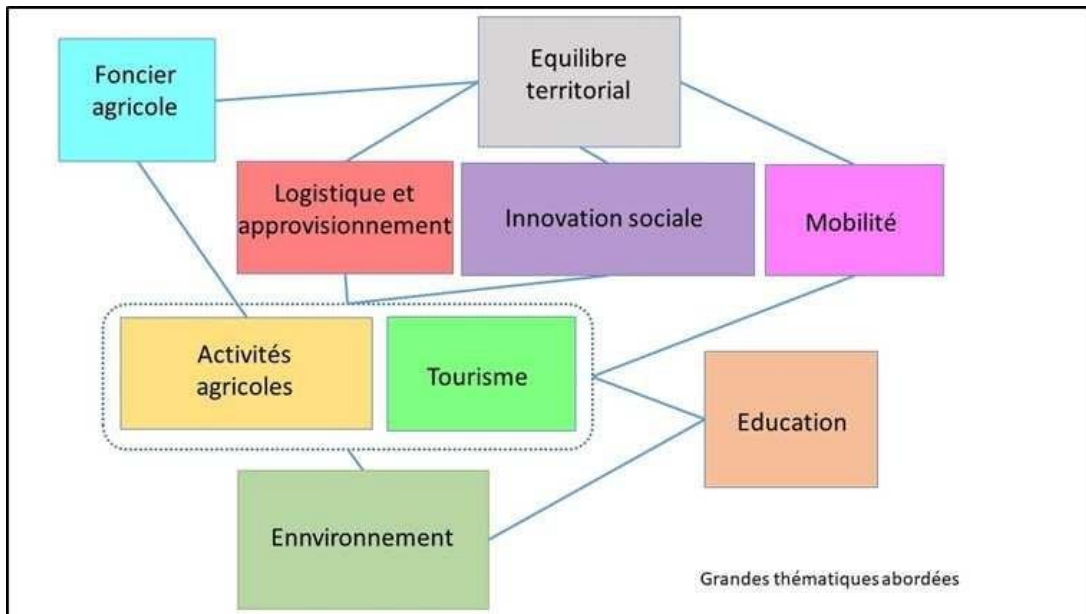 Foncier
agricole
Equilibre
territorial
Logistique et
approvisionnement
Innovation sociale
Mobilité
Activités
agricoles
Tourisme
Education
Ennvironnement
Grandes thématiques abordées